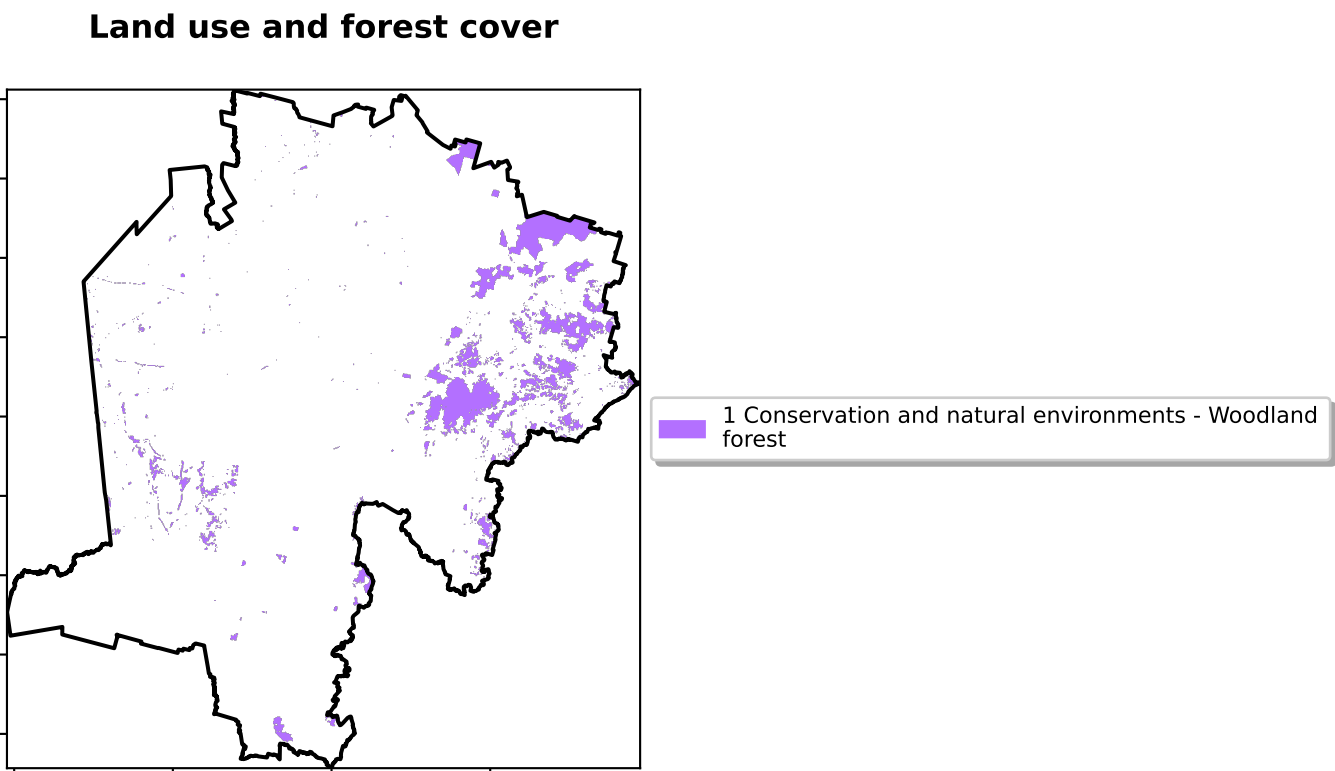 Land use and forest cover
1 Conservation and natural environments - Woodland
forest